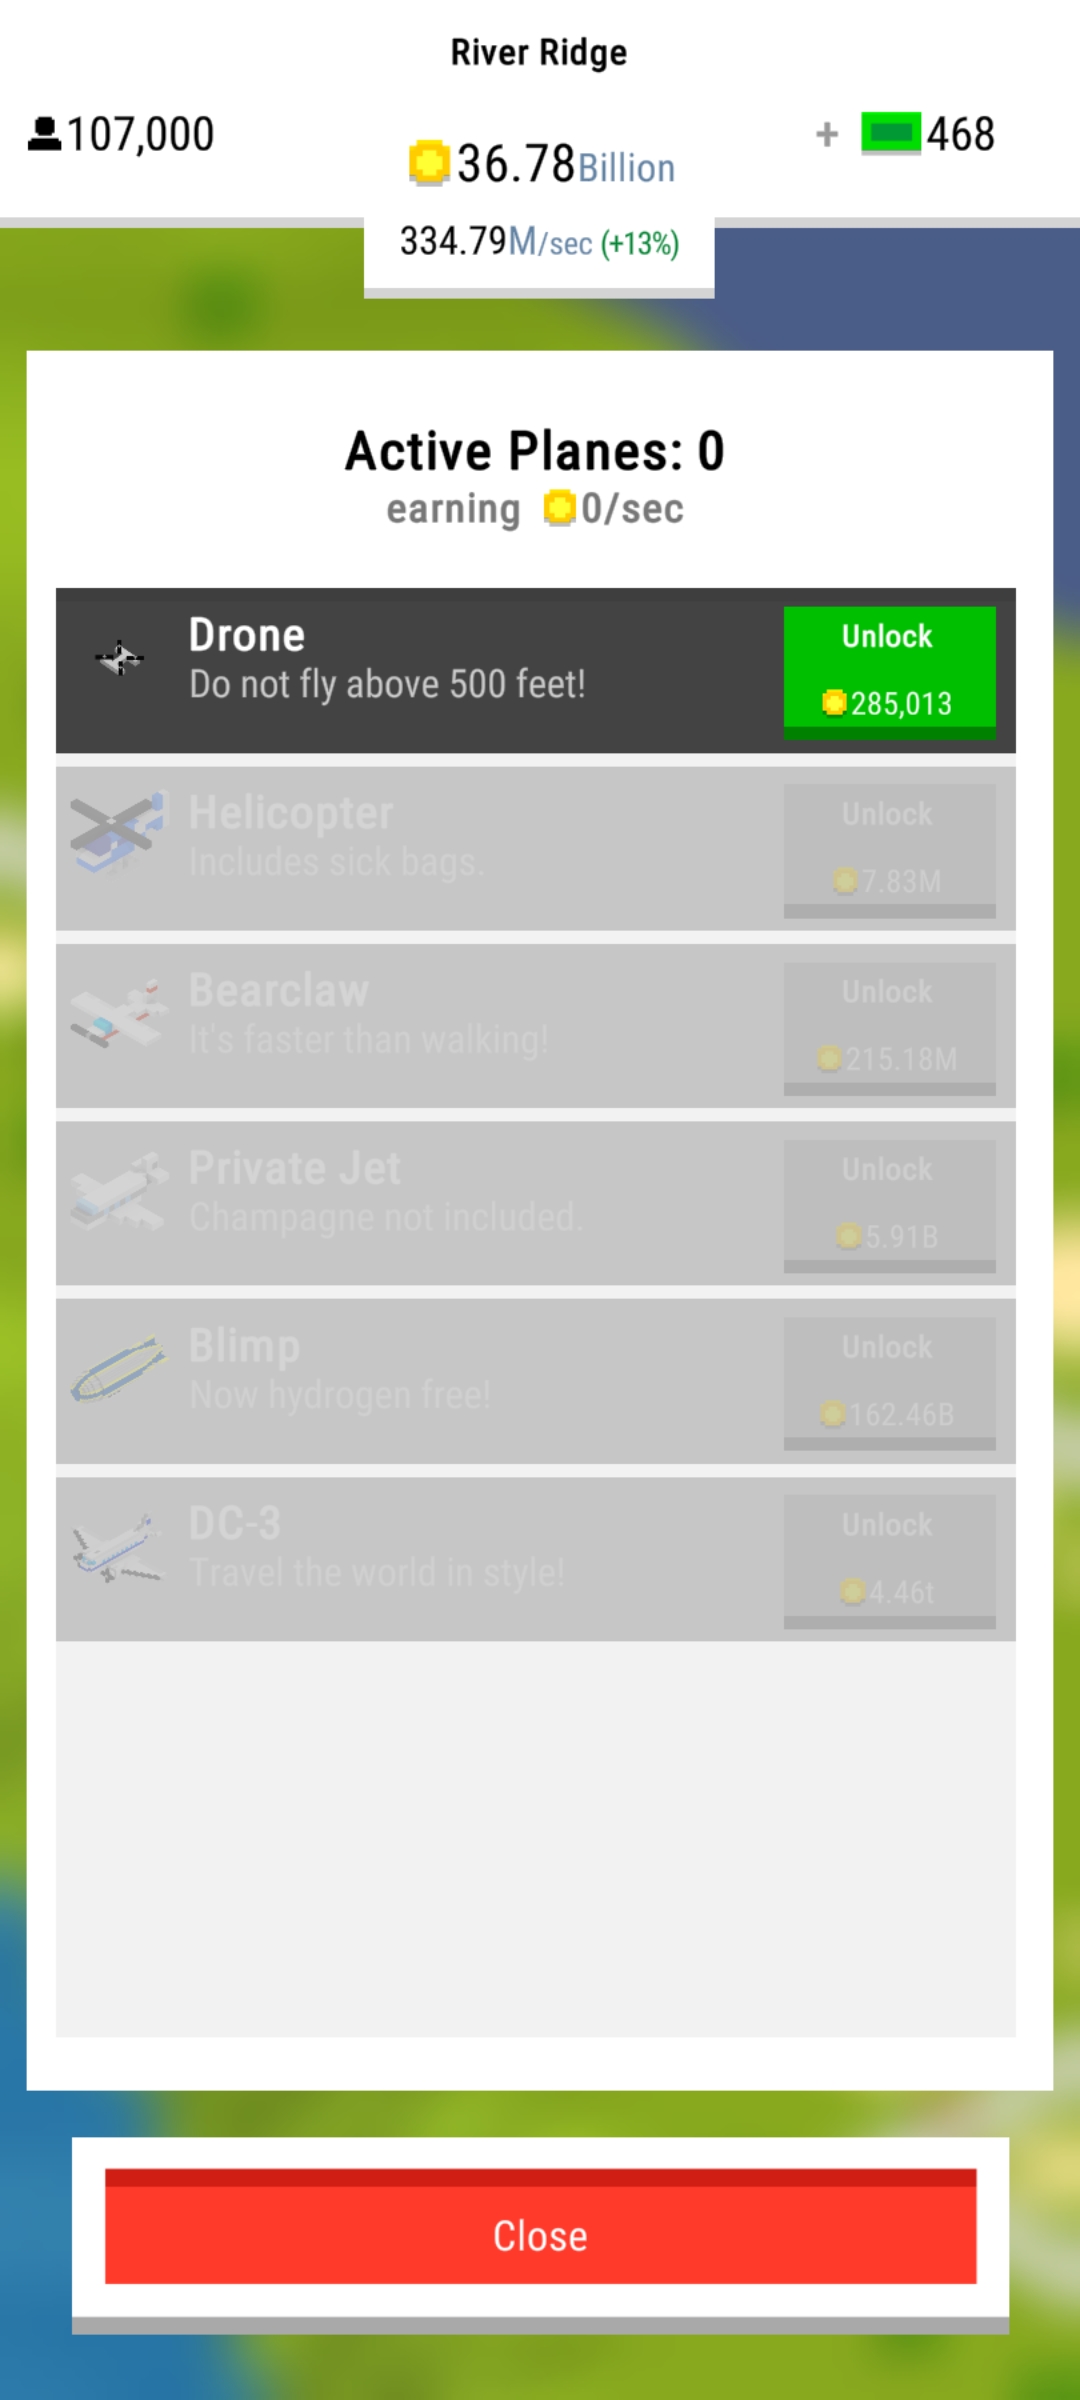 River Ridge
107,000
36.78Billion
+ 468
334.79M/sec (+13%)
Active Planes: 0
earning 0/sec
Drone
Do not fly above 500 feet!
Unlock
285,013
Helicopter
Includes sick bags.
Unlock
7.83M
Bearclaw
It's faster than walking!
Unlock
215.18M
Private Jet
Champagne not included.
Unlock
5.91B
Blimp
Now hydrogen free!
Unlock
162.46B
DC-3
Travel the world in style!
Unlock
4.46t
Close